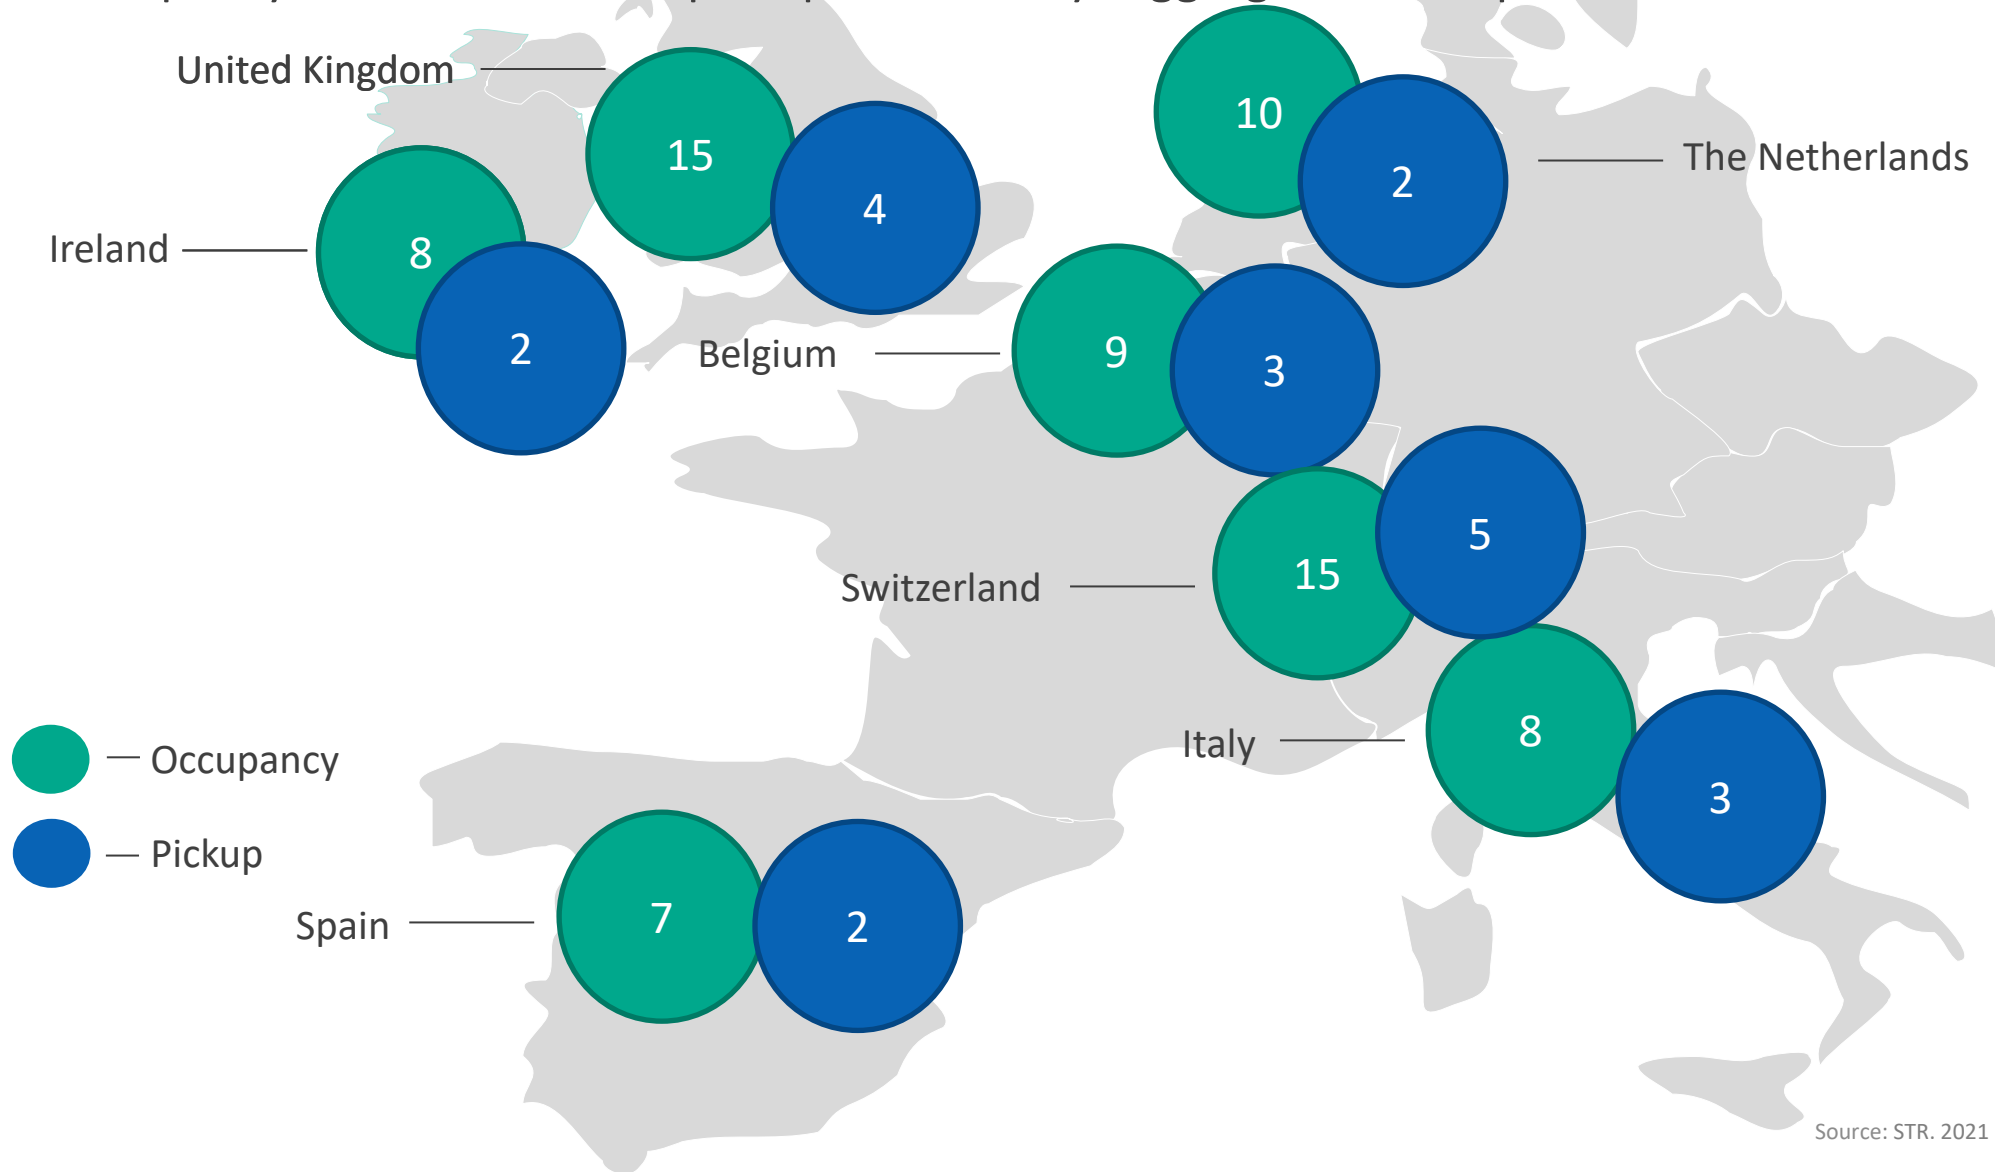 United Kingdom
15
4
10
2
The Netherlands
Ireland
8
2
Belgium
9
3
Switzerland
15
5
Italy
8
3
Occupancy
Pickup
Spain
7
2
Source: STR. 2021